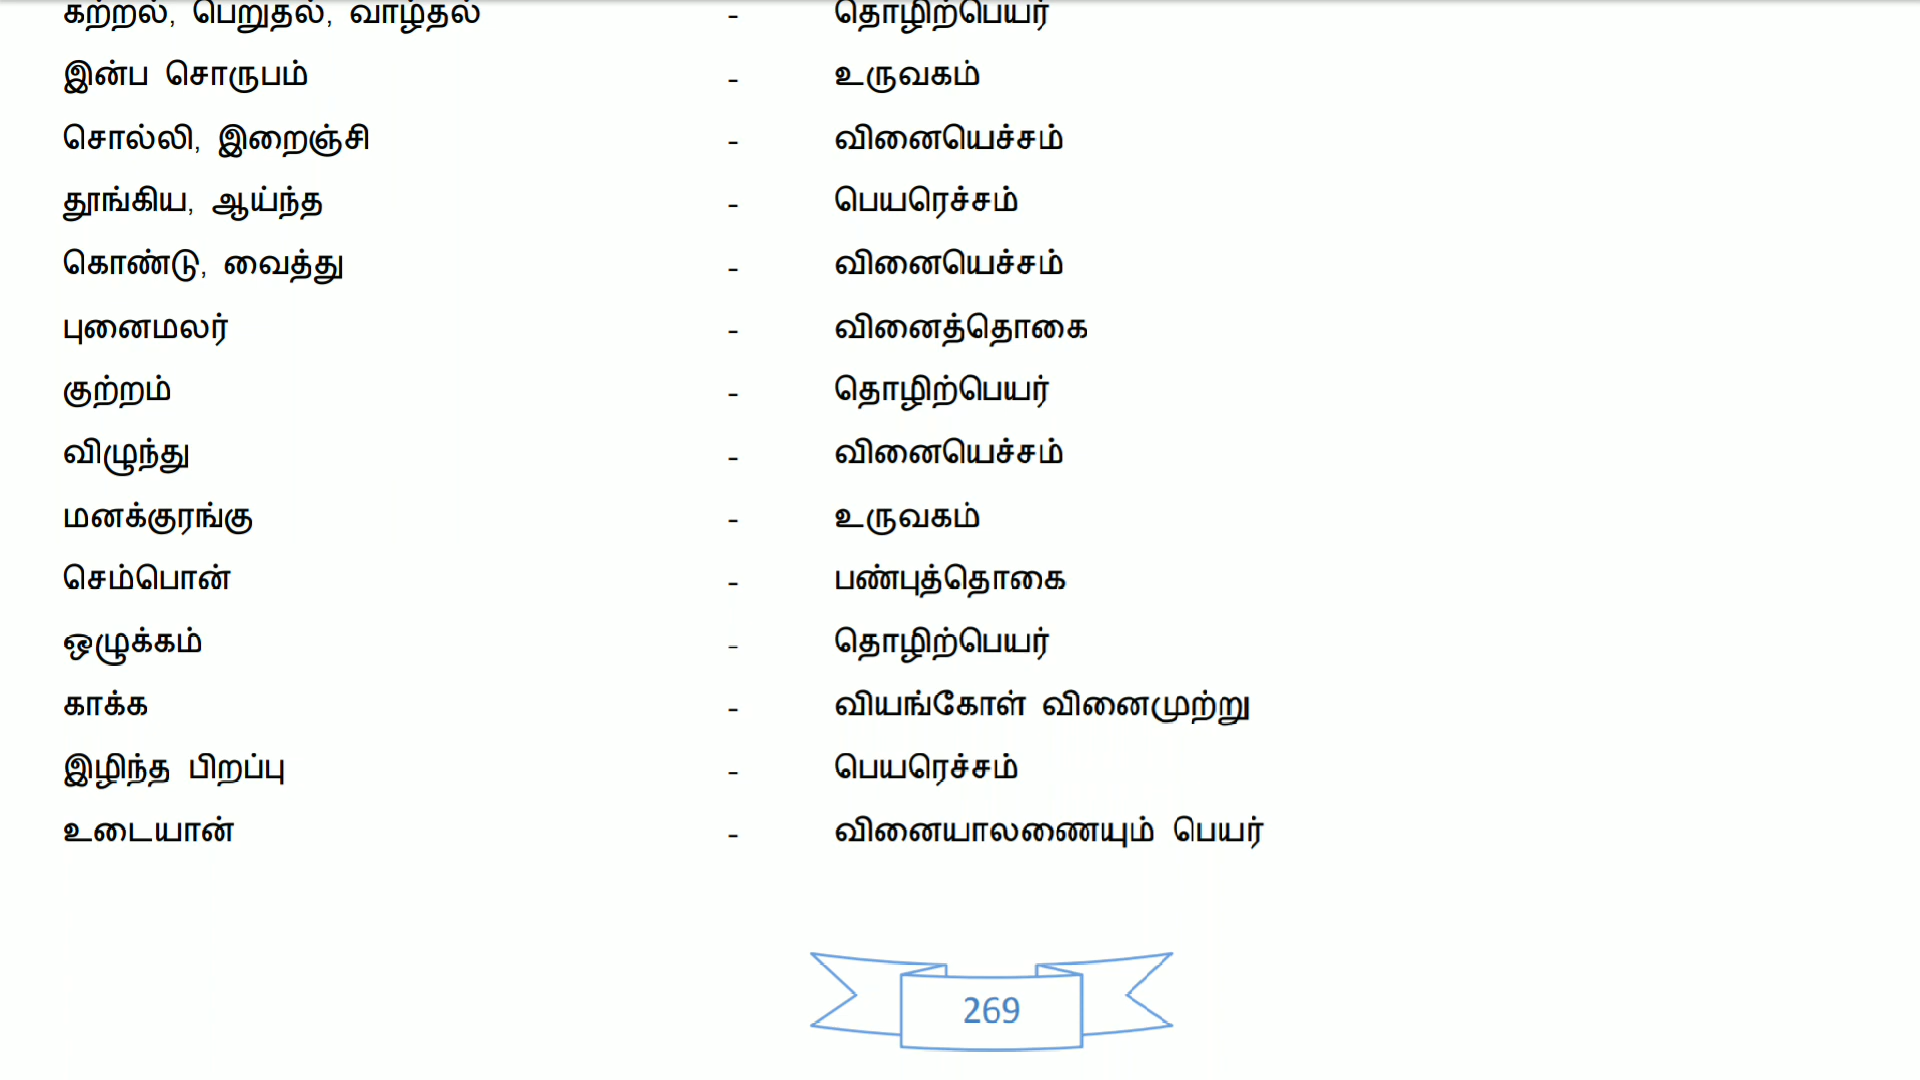 கற்றல், பெறுதல், வாழ்தல் - தொழிற்பெயர்
இன்ப சொருபம் - உருவகம்
சொல்லி, இறைஞ்சி - வினையெச்சம்
தூங்கிய, ஆய்ந்த - பெயரெச்சம்
கொண்டு, வைத்து - வினையெச்சம்
புனைமலர் - வினைத்தொகை
குற்றம் - தொழிற்பெயர்
விழுந்து - வினையெச்சம்
மனக்குரங்கு - உருவகம்
செம்பொன் - பண்புத்தொகை
ஒழுக்கம் - தொழிற்பெயர்
காக்க - வியங்கோள் வினைமுற்று
இழிந்த பிறப்பு - பெயரெச்சம்
உடையான் - வினையாலணையும் பெயர்
269